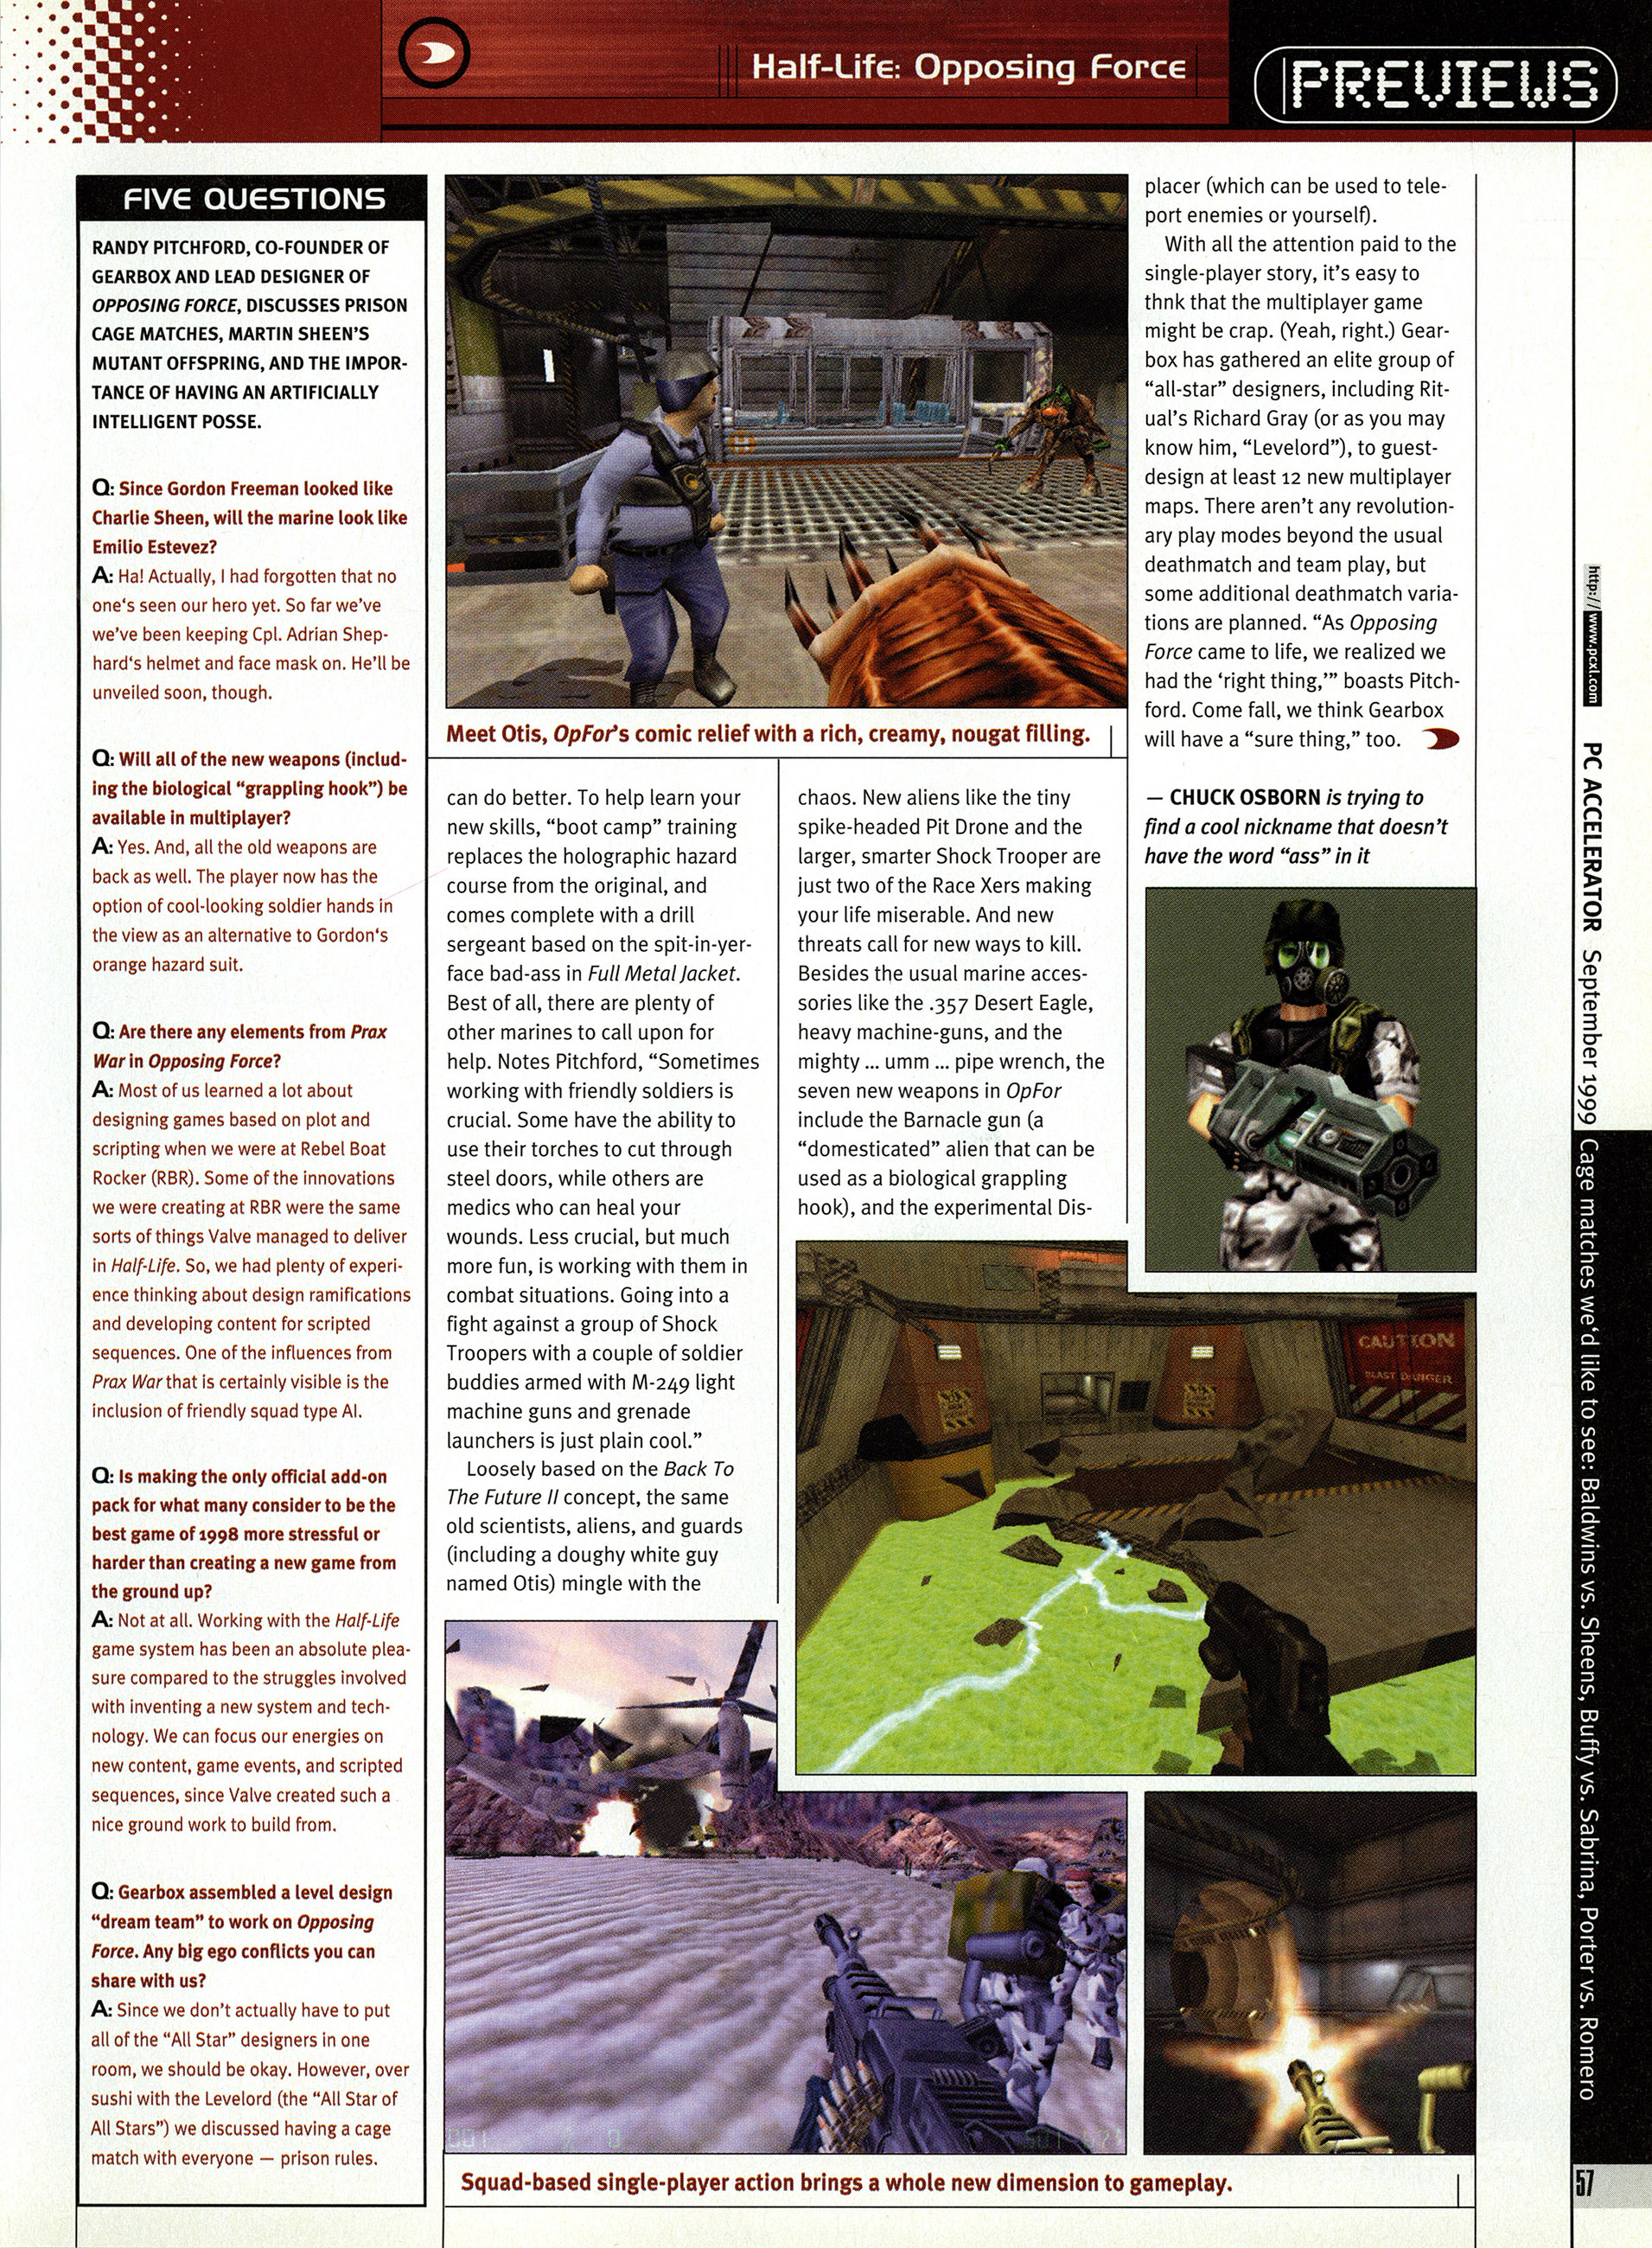 Half-Life: Opposing Force
PREVIEWS
FIVE QUESTIONS
RANDY PITCHFORD, CO-FOUNDER OF
GEARBOX AND LEAD DESIGNER OF
OPPOSING FORCE, DISCUSSES PRISON
CAGE MATCHES, MARTIN SHEEN'S
MUTANT OFFSPRING, AND THE IMPOR-
TANCE OF HAVING AN ARTIFICIALLY
INTELLIGENT POSSE.
Q: Since Gordon Freeman looked like
Charlie Sheen, will the marine look like
Emilio Estevez?
A: Ha! Actually, I had forgotten that no
one's seen our hero yet. So far we've
we've been keeping Cpl. Adrian Shep-
hard's helmet and face mask on. He'll be
unveiled soon, though.
Q: Will all of the new weapons (includ-
ing the biological “grappling hook”) be
available in multiplayer?
A: Yes. And, all the old weapons are
back as well. The player now has the
option of cool-looking soldier hands in
the view as an alternative to Gordon's
orange hazard suit.
Q: Are there any elements from Prax
War in Opposing Force?
A: Most of us learned a lot about
designing games based on plot and
scripting when we were at Rebel Boat
Rocker (RBR). Some of the innovations
we were creating at RBR were the same
sorts of things Valve managed to deliver
in Half-Life. So, we had plenty of experi-
ence thinking about design ramifications
and developing content for scripted
sequences. One of the influences from
Prax War that is certainly visible is the
inclusion of friendly squad type AI.
Q: Is making the only official add-on
pack for what many consider to be the
best game of 1998 more stressful or
harder than creating a new game from
the ground up?
A: Not at all. Working with the Half-Life
game system has been an absolute plea-
sure compared to the struggles involved
with inventing a new system and tech-
nology. We can focus our energies on
new content, game events, and scripted
sequences, since Valve created such a
nice ground work to build from.
Q: Gearbox assembled a level design
“dream team” to work on Opposing
Force. Any big ego conflicts you can
share with us?
A: Since we don't actually have to put
all of the “All Star” designers in one
room, we should be okay. However, over
sushi with the Levelord (the “All Star of
All Stars”) we discussed having a cage
match with everyone — prison rules.
Meet Otis, OpFor's comic relief with a rich, creamy, nougat filling.
can do better. To help learn your
new skills, “boot camp” training
replaces the holographic hazard
course from the original, and
comes complete with a drill
sergeant based on the spit-in-yer-
face bad-ass in Full Metal Jacket.
Best of all, there are plenty of
other marines to call upon for
help. Notes Pitchford, “Sometimes
working with friendly soldiers is
crucial. Some have the ability to
use their torches to cut through
steel doors, while others are
medics who can heal your
wounds. Less crucial, but much
more fun, is working with them in
combat situations. Going into a
fight against a group of Shock
Troopers with a couple of soldier
buddies armed with M-249 light
machine guns and grenade
launchers is just plain cool.”
Loosely based on the Back To
The Future II concept, the same
old scientists, aliens, and guards
(including a doughy white guy
named Otis) mingle with the
chaos. New aliens like the tiny
spike-headed Pit Drone and the
larger, smarter Shock Trooper are
just two of the Race Xers making
your life miserable. And new
threats call for new ways to kill.
Besides the usual marine acces-
sories like the .357 Desert Eagle,
heavy machine-guns, and the
mighty ... umm ... pipe wrench, the
seven new weapons in OpFor
include the Barnacle gun (a
“domesticated” alien that can be
used as a biological grappling
hook), and the experimental Dis-
placer (which can be used to tele-
port enemies or yourself).
With all the attention paid to the
single-player story, it's easy to
thnk that the multiplayer game
might be crap. (Yeah, right.) Gear-
box has gathered an elite group of
“all-star” designers, including Rit-
ual's Richard Gray (or as you may
know him, “Levelord”), to guest-
design at least 12 new multiplayer
maps. There aren't any revolution-
ary play modes beyond the usual
deathmatch and team play, but
some additional deathmatch varia-
tions are planned. “As Opposing
Force came to life, we realized we
had the ‘right thing,’” boasts Pitch-
ford. Come fall, we think Gearbox
will have a “sure thing,” too.
— CHUCK OSBORN is trying to
find a cool nickname that doesn't
have the word “ass” in it
CAUTION
BLAST DANGER
Squad-based single-player action brings a whole new dimension to gameplay.
http://www.pcxl.com
PC ACCELERATOR September 1999 Cage matches we'd like to see: Baldwins vs. Sheens, Buffy vs. Sabrina, Porter vs. Romero
57